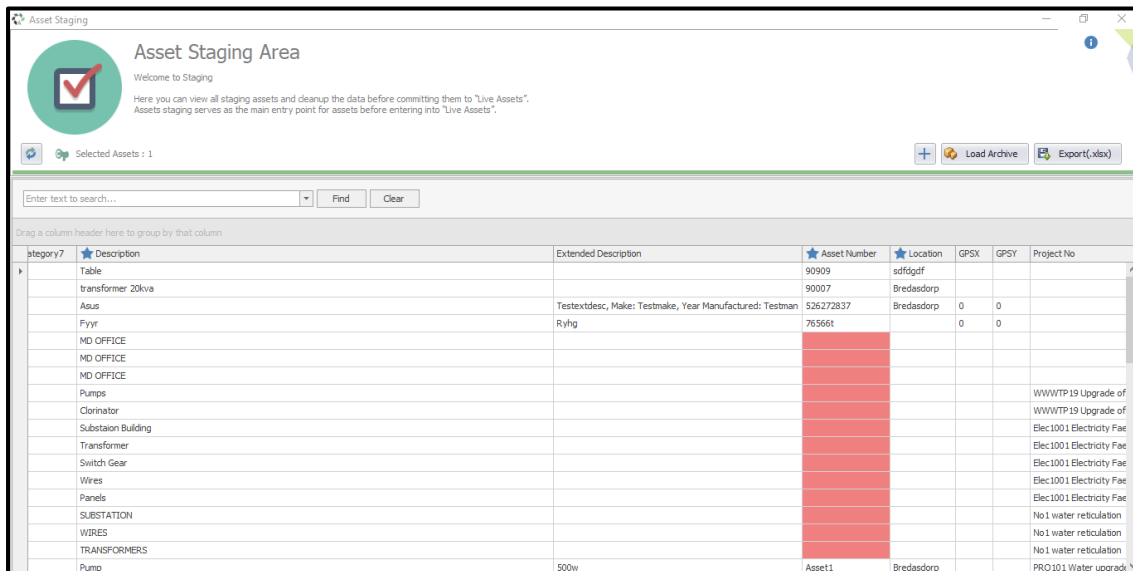 Asset Staging
Asset Staging Area
Welcome to Staging
Here you can view all staging assets and cleanup the data before committing them to "Live Assets".
Assets staging serves as the main entry point for assets before entering into "Live Assets".
Selected Assets : 1
Load Archive
Export(.xlsx)
Enter text to search...
Find
Clear
Drag a column header here to group by that column
ategory7 Description Extended Description Asset Number Location GPSX GPSY Project No
Table 90909 sdfdgdf
transformer 20kva 90007 Bredasdorp
Asus Testextdesc, Make: Testmake, Year Manufactured: Testman 526272837 Bredasdorp 0 0
Fyyr Ryhg 76566t 0 0
MD OFFICE
MD OFFICE
MD OFFICE
Pumps WWWTP19 Upgrade of
Clorinator WWWTP19 Upgrade of
Substaion Building Elec1001 Electricity Fae
Transformer Elec1001 Electricity Fae
Switch Gear Elec1001 Electricity Fae
Wires Elec1001 Electricity Fae
Panels Elec1001 Electricity Fae
SUBSTATION No1 water reticulation
WIRES No1 water reticulation
TRANSFORMERS No1 water reticulation
Pump 500w Asset1 Bredasdorp PRO101 Water upgrade